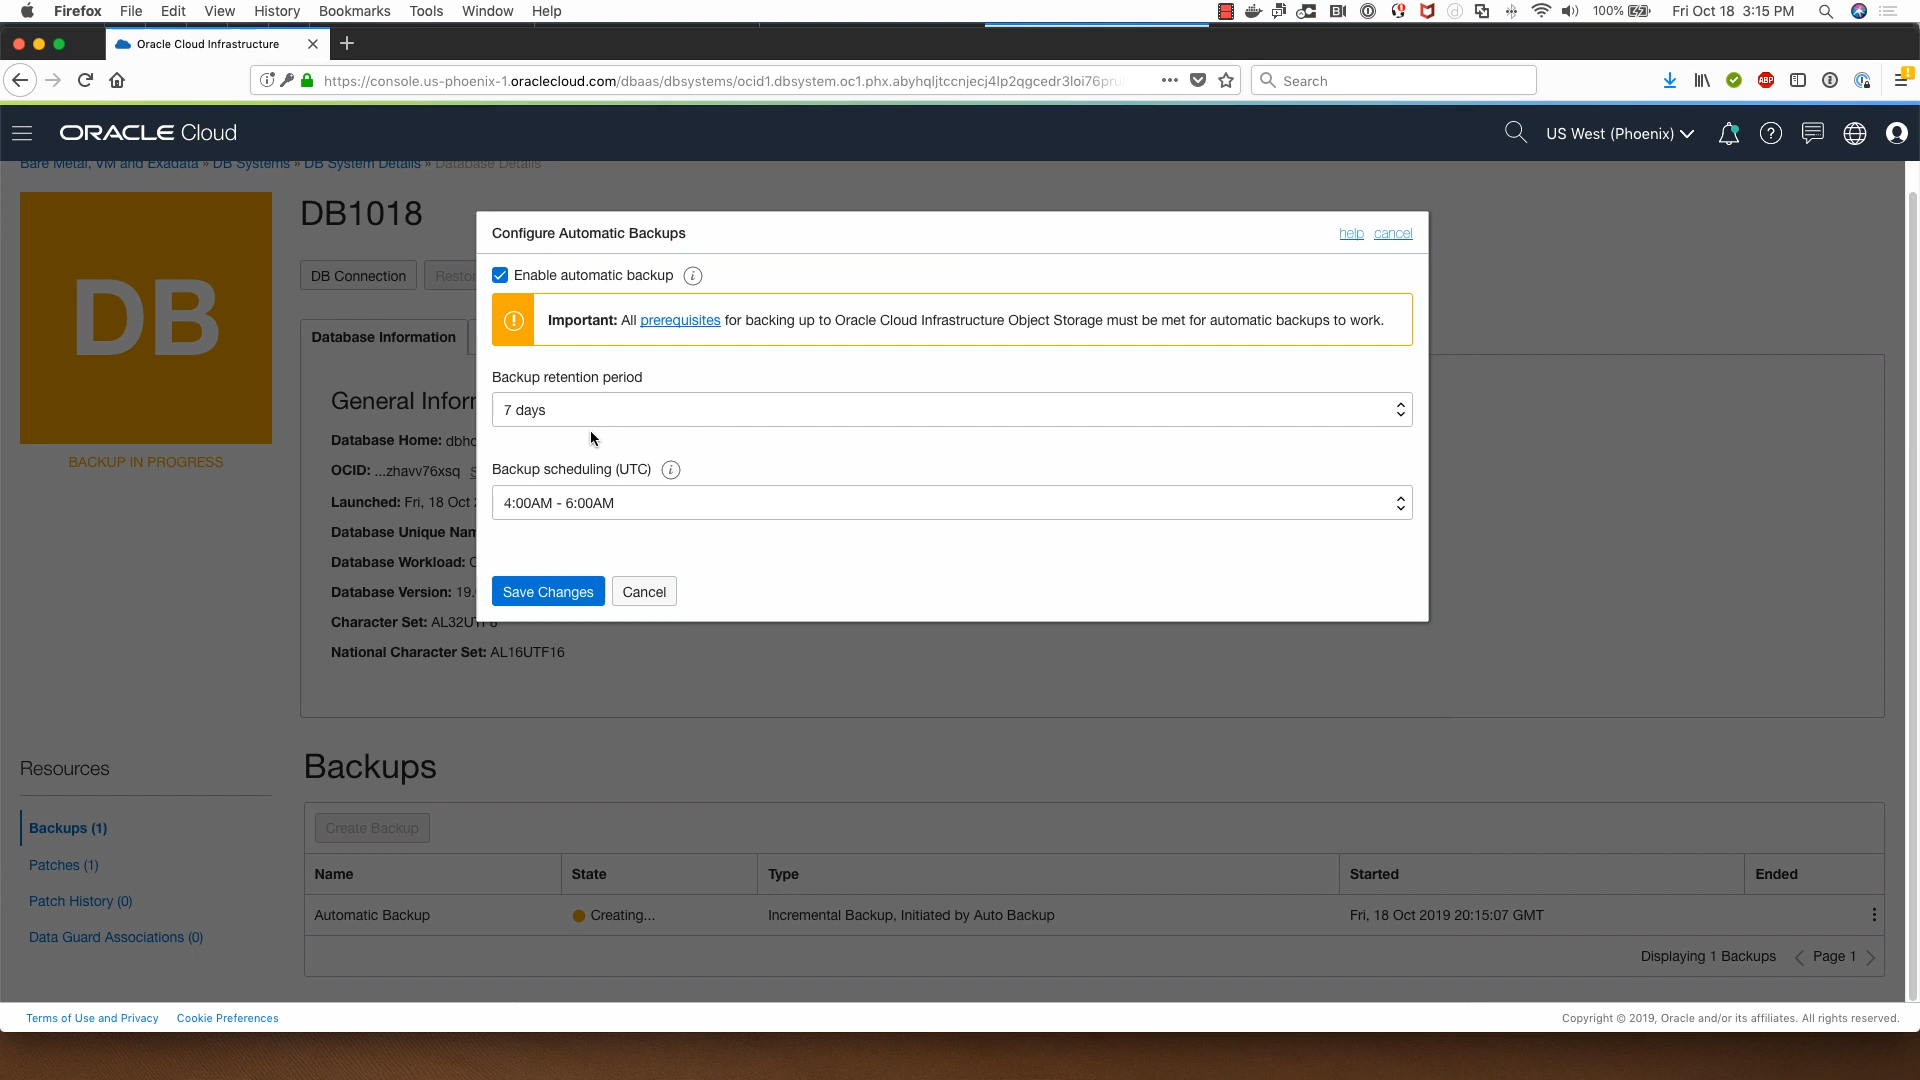 Firefox File Edit View History Bookmarks Tools Window Help 100% Fri Oct 18 3:15 PM
Oracle Cloud Infrastructure
https://console.us-phoenix-1.oraclecloud.com/dbaas/dbsystems/ocid1.dbsystem.oc1.phx.abyhqljtccnjecj4lp2qgcedr3loi76pru Search
ORACLE Cloud US West (Phoenix)
Bare Metal, VM and Exadata » DB Systems » DB System Details » Database Details
DB
BACKUP IN PROGRESS
DB1018
DB Connection Restor
Database Information
General Inforr
Database Home: dbho
OCID: ...zhavv76xsq
Launched: Fri, 18 Oct
Database Unique Nam
Database Workload:
Database Version: 19.
Character Set: AL32UTF8
National Character Set: AL16UTF16
Configure Automatic Backups help cancel
Enable automatic backup
Important: All prerequisites for backing up to Oracle Cloud Infrastructure Object Storage must be met for automatic backups to work.
Backup retention period
7 days
Backup scheduling (UTC)
4:00AM - 6:00AM
Save Changes Cancel
Resources
Backups (1)
Patches (1)
Patch History (0)
Data Guard Associations (0)
Backups
Create Backup
Name State Type Started Ended
Automatic Backup Creating... Incremental Backup, Initiated by Auto Backup Fri, 18 Oct 2019 20:15:07 GMT
Displaying 1 Backups Page 1
Terms of Use and Privacy Cookie Preferences Copyright © 2019, Oracle and/or its affiliates. All rights reserved.